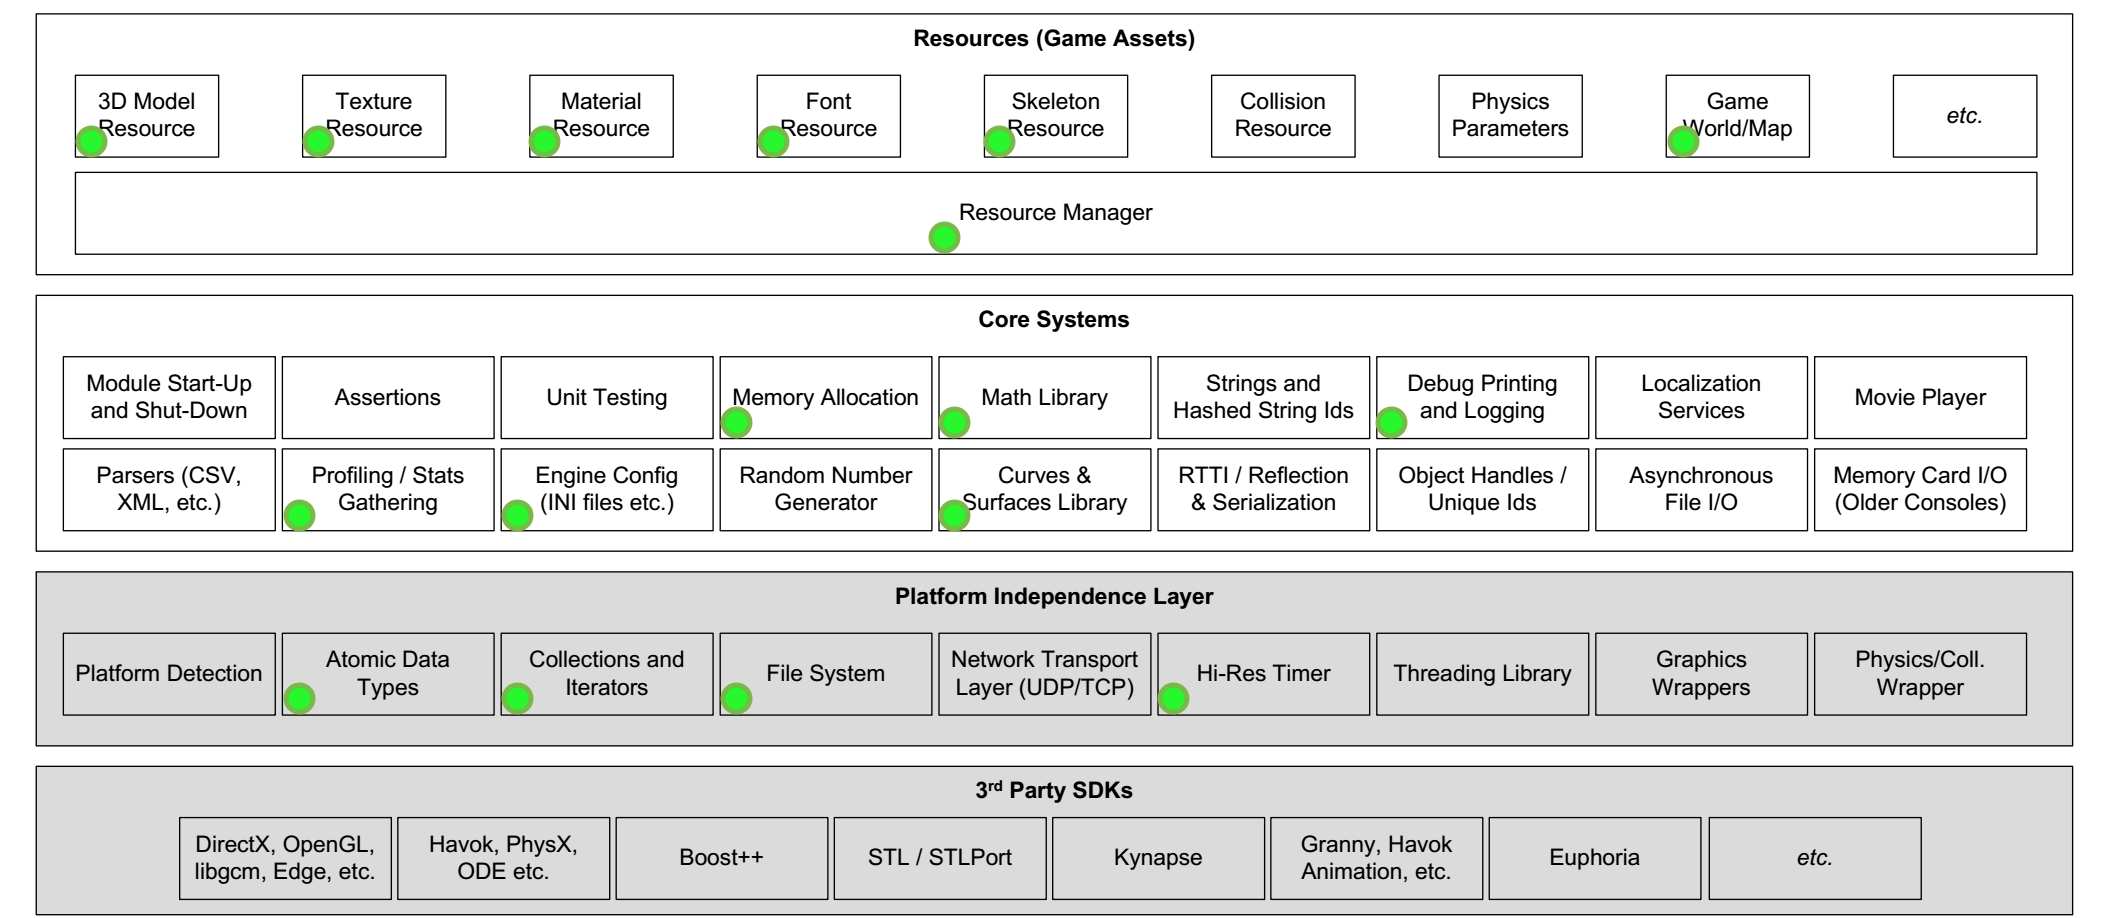 Resources (Game Assets)
3D Model
Resource
Texture
Resource
Material
Resource
Font
Resource
Skeleton
Resource
Collision
Resource
Physics
Parameters
Game
World/Map
etc.
Resource Manager
Core Systems
Module Start-Up
and Shut-Down
Assertions
Unit Testing
Memory Allocation
Math Library
Strings and
Hashed String Ids
Debug Printing
and Logging
Localization
Services
Movie Player
Parsers (CSV,
XML, etc.)
Profiling / Stats
Gathering
Engine Config
(INI files etc.)
Random Number
Generator
Curves &
Surfaces Library
RTTI / Reflection
& Serialization
Object Handles /
Unique Ids
Asynchronous
File I/O
Memory Card I/O
(Older Consoles)
Platform Independence Layer
Platform Detection
Atomic Data
Types
Collections and
Iterators
File System
Network Transport
Layer (UDP/TCP)
Hi-Res Timer
Threading Library
Graphics
Wrappers
Physics/Coll.
Wrapper
3rd Party SDKs
DirectX, OpenGL,
libgcm, Edge, etc.
Havok, PhysX,
ODE etc.
Boost++
STL / STLPort
Kynapse
Granny, Havok
Animation, etc.
Euphoria
etc.